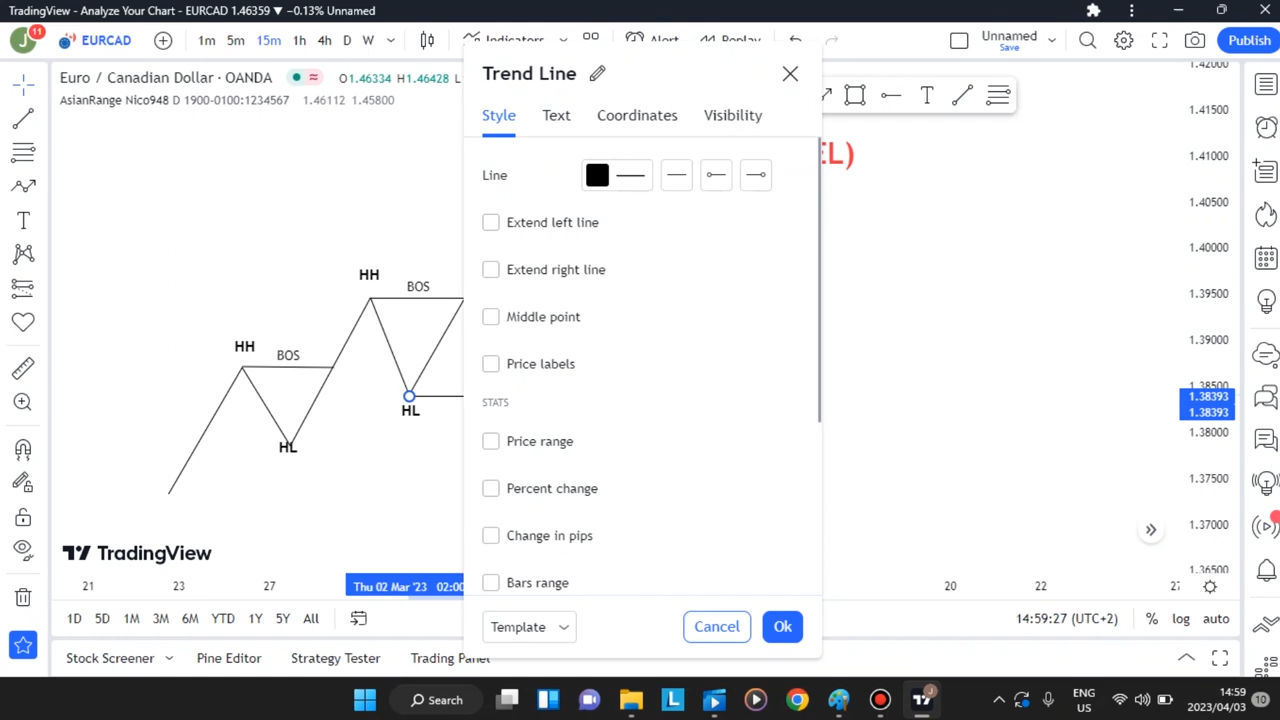 TradingView - Analyze Your Chart - EURCAD 1.46359 ▼ −0.13% Unnamed
J 11 EURCAD 1m 5m 15m 1h 4h D W Indicators Alert Replay Unnamed Save Publish
Euro / Canadian Dollar · OANDA O1.46334 H1.46428 L
AsianRange Nico948 D 1900-0100:1234567 1.46112 1.45800
Trend Line
Style Text Coordinates Visibility
Line
Extend left line
Extend right line
Middle point
Price labels
STATS
Price range
Percent change
Change in pips
Bars range
Template Cancel Ok
EL)
HH
BOS
HH
BOS
HL
HL
1.42000
1.41500
1.41000
1.40500
1.40000
1.39500
1.39000
1.38500
1.38393
1.38393
1.38000
1.37500
1.37000
1.36500
TradingView
21 23 27 Thu 02 Mar '23 02:00 20 22 27
1D 5D 1M 3M 6M YTD 1Y 5Y All 14:59:27 (UTC+2) % log auto
Stock Screener Pine Editor Strategy Tester Trading Panel
Search ENG US 14:59 2023/04/03 10